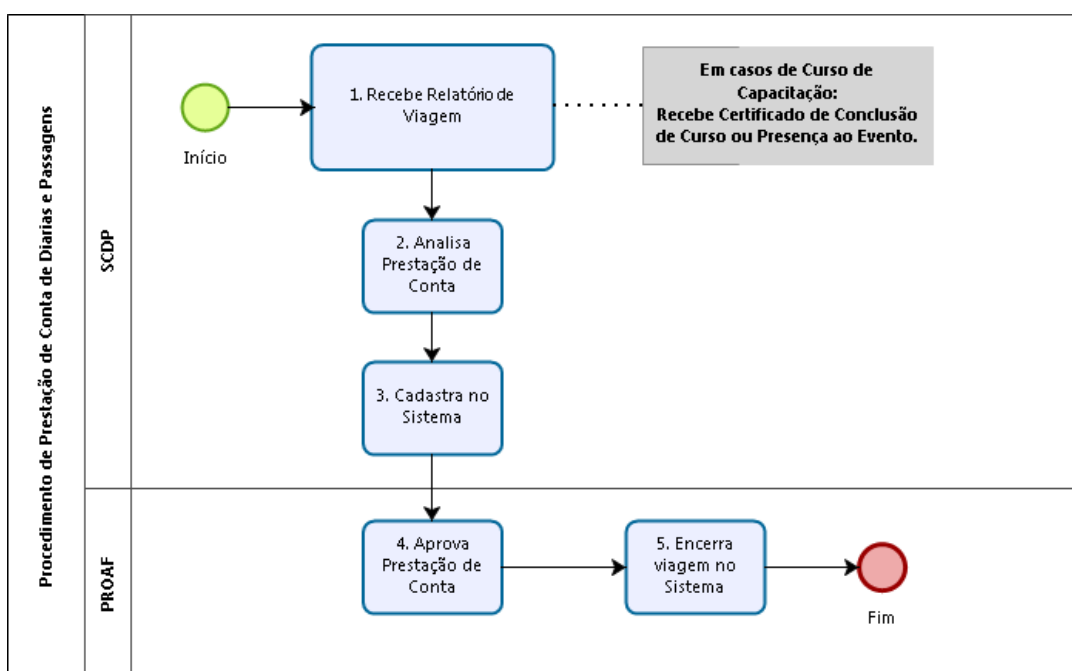 Procedimento de Prestação de Conta de Diarias e Passagens
SCDP
Início
1. Recebe Relatório de
Viagem
Em casos de Curso de
Capacitação:
Recebe Certificado de Conclusão
de Curso ou Presença ao Evento.
2. Analisa
Prestação de
Conta
3. Cadastra no
Sistema
PROAF
4. Aprova
Prestação de
Conta
5. Encerra
viagem no
Sistema
Fim